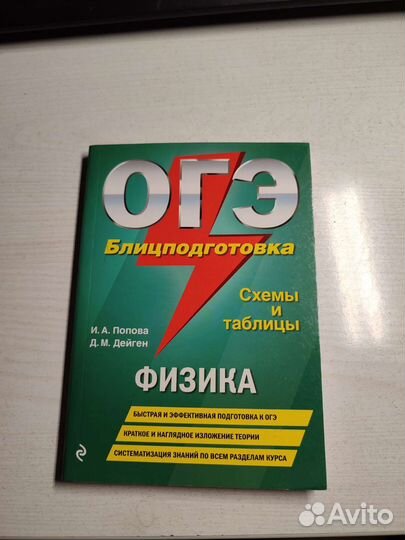 ОГЭ
Блицподготовка
Схемы и
таблицы
И. А. Попова
Д. М. Дейген
ФИЗИКА
БЫСТРАЯ И ЭФФЕКТИВНАЯ ПОДГОТОВКА К ОГЭ
КРАТКОЕ И НАГЛЯДНОЕ ИЗЛОЖЕНИЕ ТЕОРИИ
СИСТЕМАТИЗАЦИЯ ЗНАНИЙ ПО ВСЕМ РАЗДЕЛАМ КУРСА
Avito